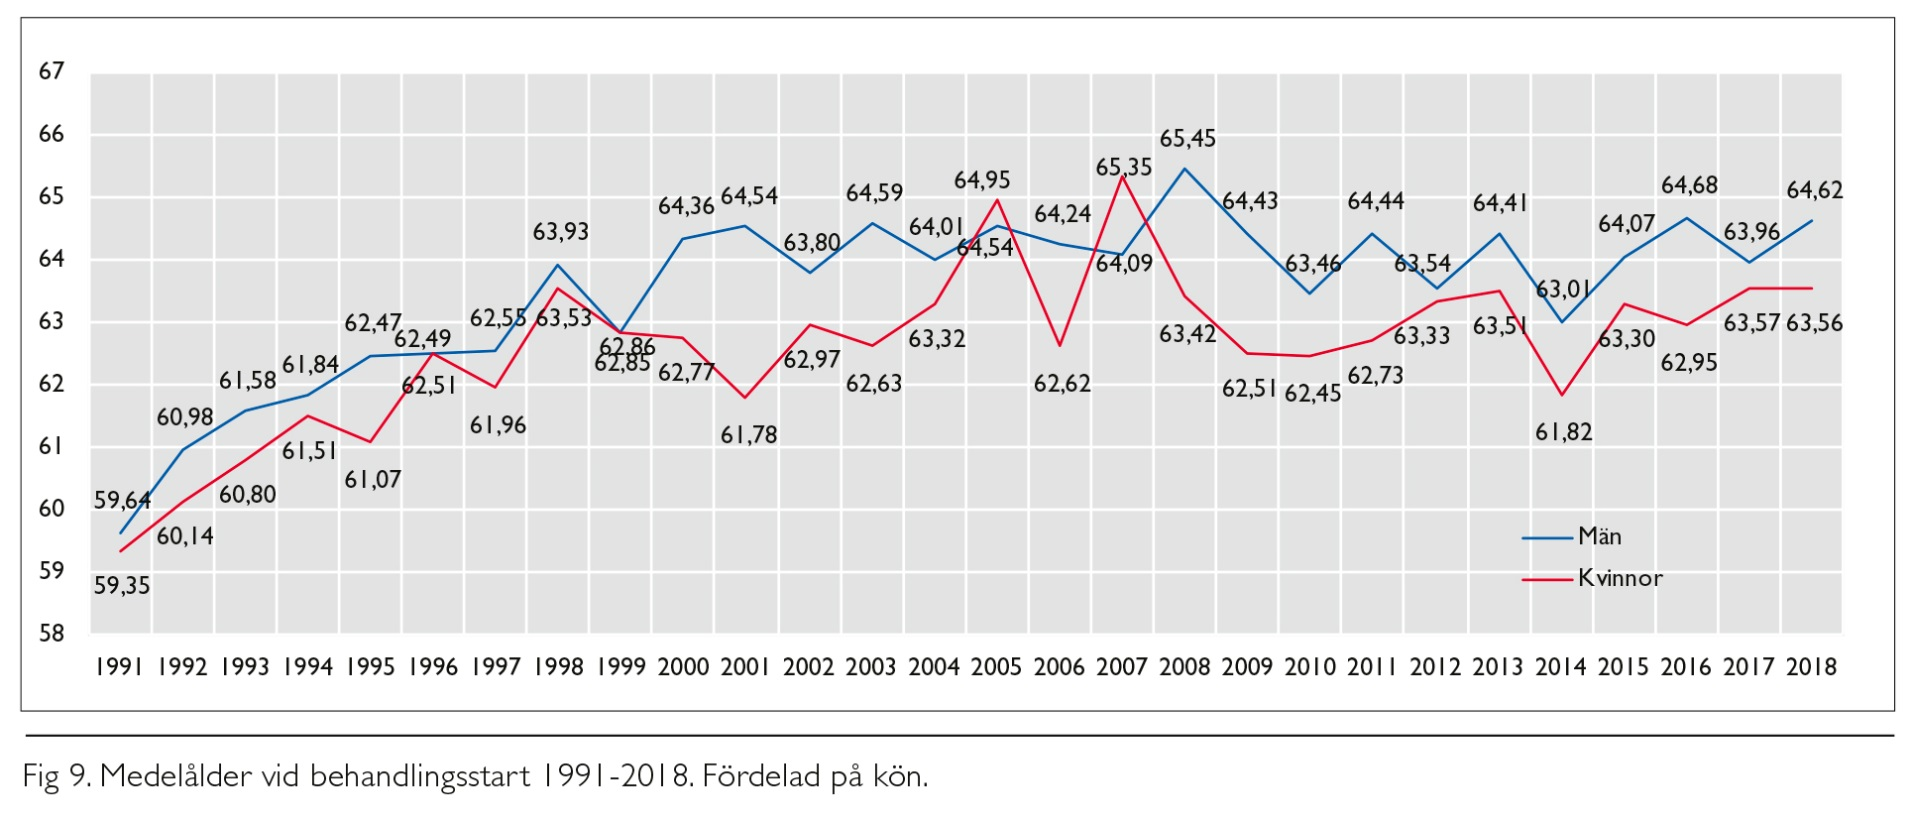 67
66
65
64
63
62
61
60
59
58
59,64 60,98 61,58 61,84 62,47 62,49 62,55 63,93 62,86 64,36 64,54 63,80 64,59 64,01 64,54 64,24 64,09 65,45 64,43 63,46 64,44 63,54 64,41 63,01 64,07 64,68 63,96 64,62
59,35 60,14 60,80 61,51 61,07 62,51 61,96 63,53 62,85 62,77 61,78 62,97 62,63 63,32 64,95 62,62 65,35 63,42 62,51 62,45 62,73 63,33 63,51 61,82 63,30 62,95 63,57 63,56
Män
Kvinnor
1991 1992 1993 1994 1995 1996 1997 1998 1999 2000 2001 2002 2003 2004 2005 2006 2007 2008 2009 2010 2011 2012 2013 2014 2015 2016 2017 2018
Fig 9. Medelålder vid behandlingsstart 1991-2018. Fördelad på kön.